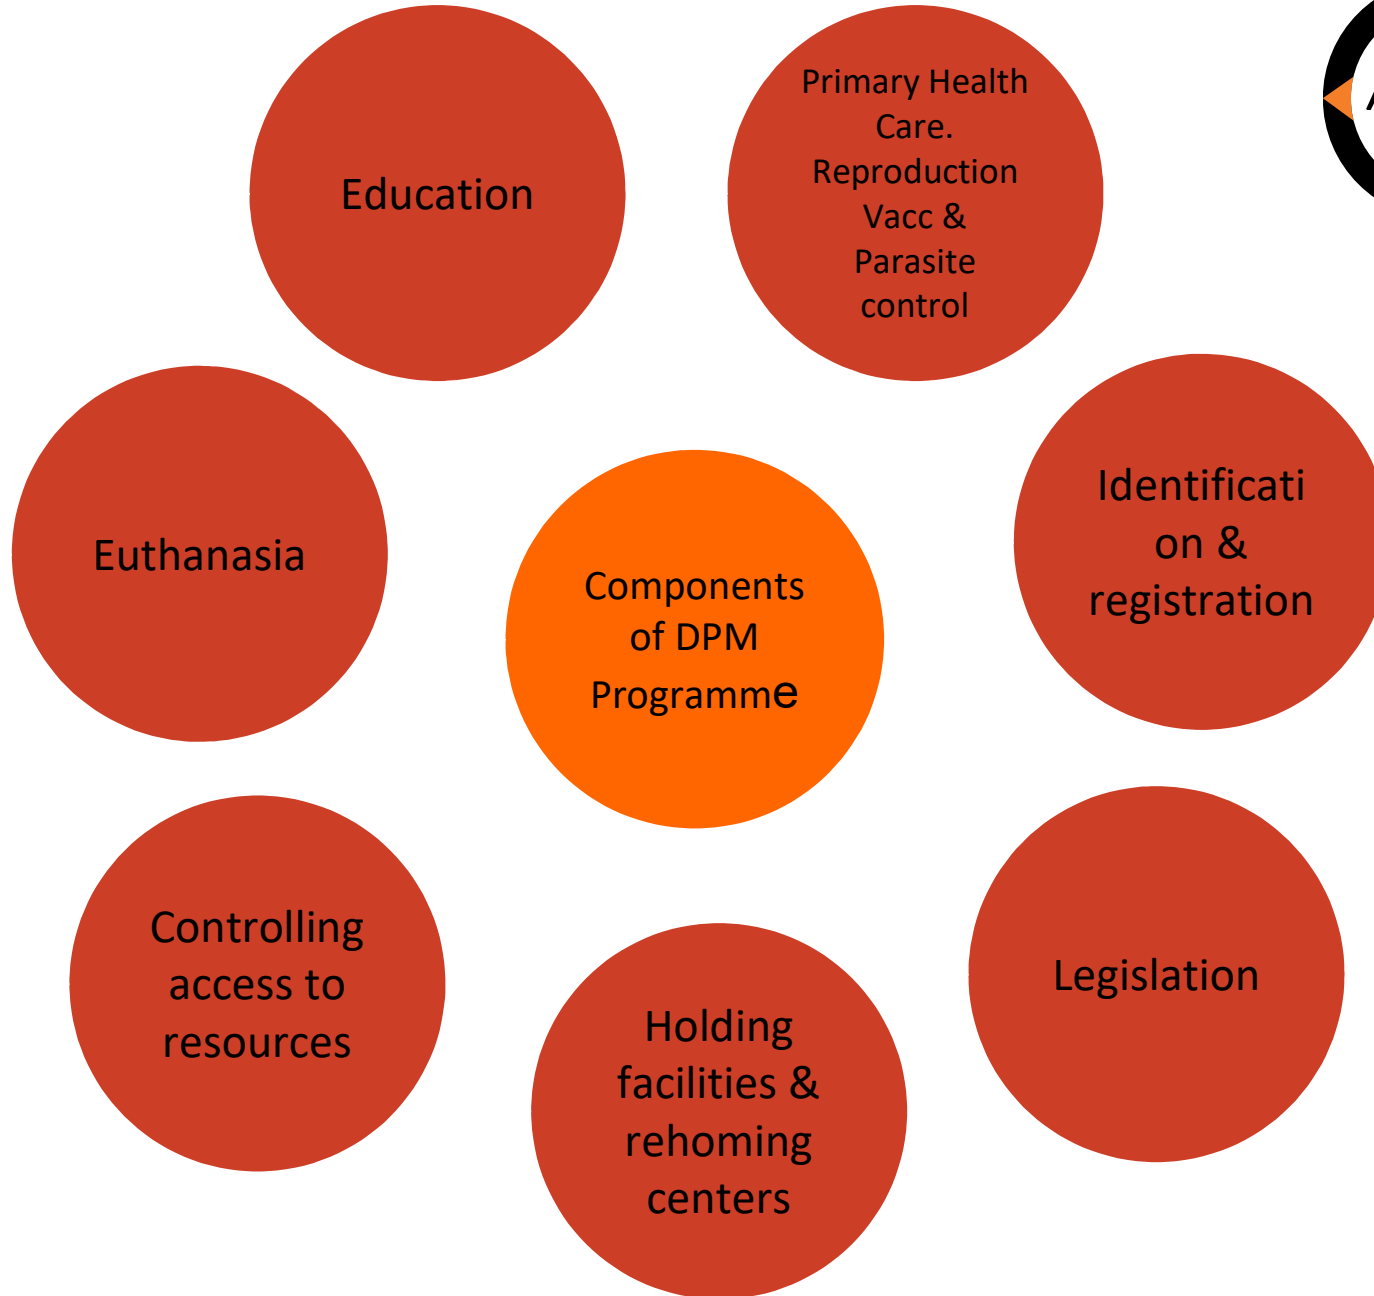 Education
Primary Health
Care.
Reproduction
Vacc &
Parasite
control
Identificati
on &
registration
Legislation
Holding
facilities &
rehoming
centers
Controlling
access to
resources
Euthanasia
Components
of DPM
Programme